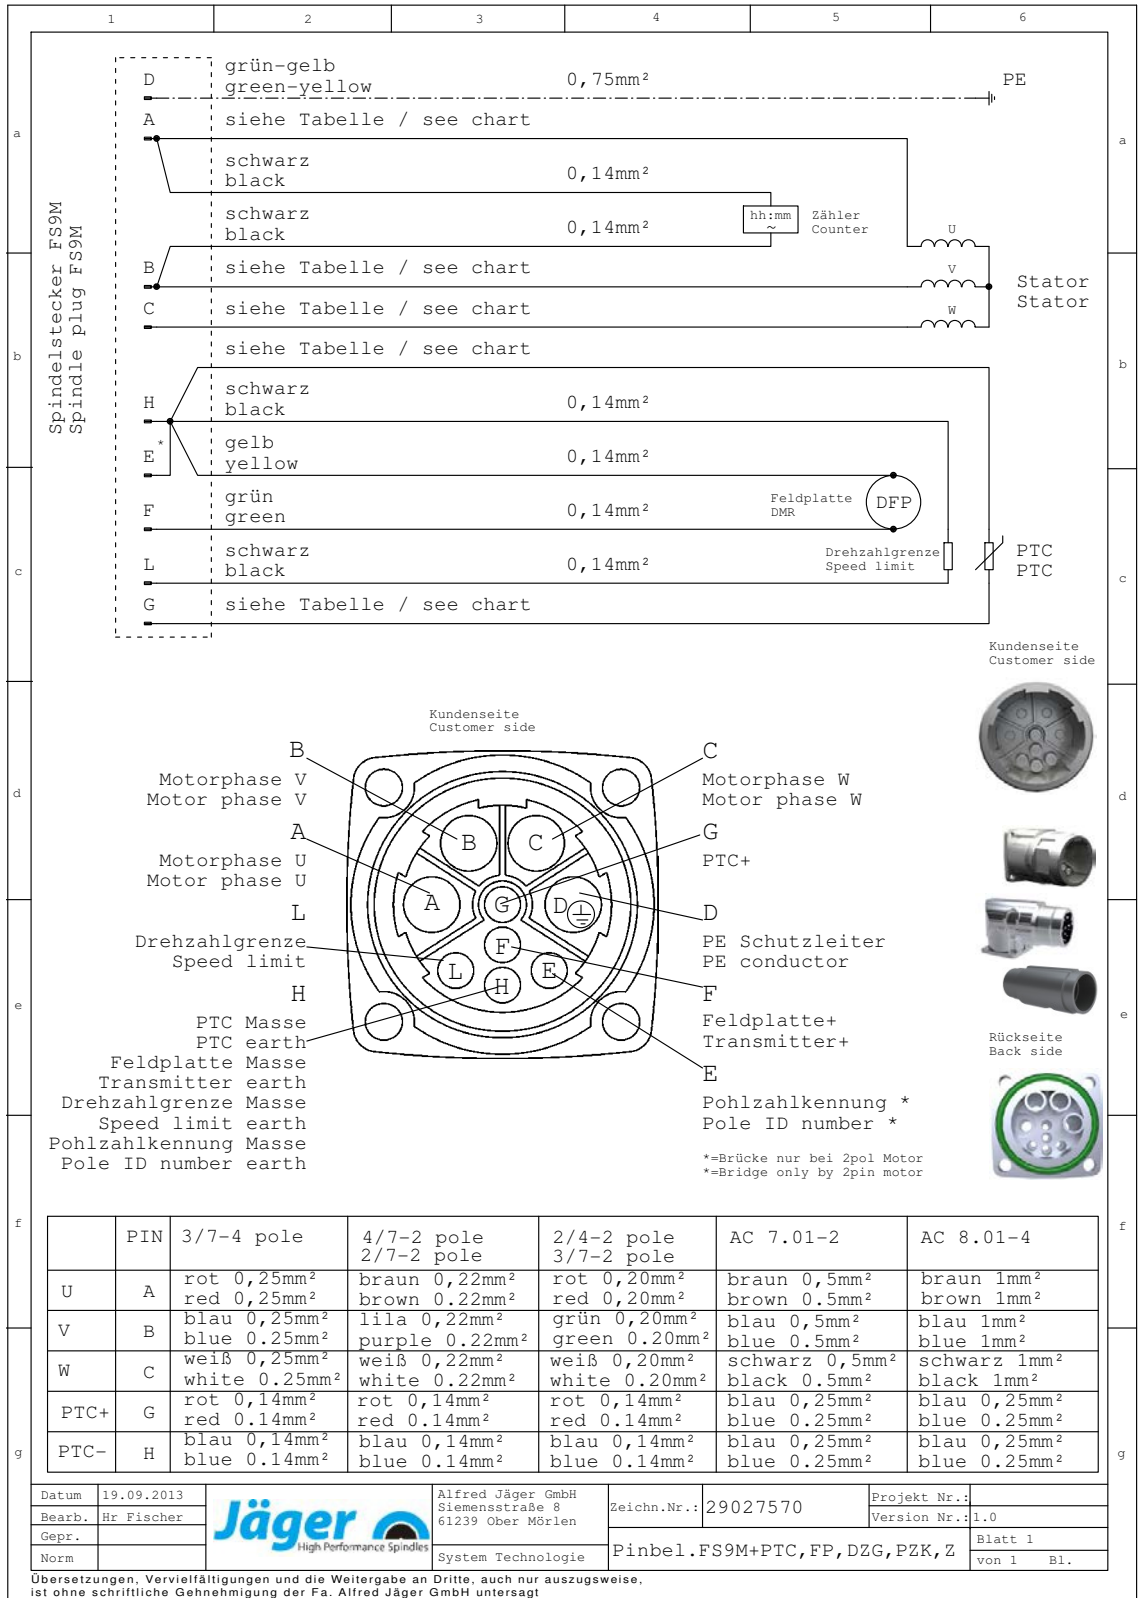 1 2 3 4 5 6
a
a
b
b
c
c
d
d
e
e
f
f
g
g
Spindelstecker FS9M
Spindle plug FS9M
D
grün-gelb
green-yellow
0,75mm²
PE
A
siehe Tabelle / see chart
schwarz
black
0,14mm²
schwarz
black
0,14mm²
hh:mm
~
Zähler
Counter
U
B
siehe Tabelle / see chart
V
Stator
Stator
C
siehe Tabelle / see chart
W
siehe Tabelle / see chart
H
schwarz
black
0,14mm²
E
*
gelb
yellow
0,14mm²
F
grün
green
0,14mm²
Feldplatte
DMR
DFP
L
schwarz
black
0,14mm²
Drehzahlgrenze
Speed limit
PTC
PTC
G
siehe Tabelle / see chart
Kundenseite
Customer side
Kundenseite
Customer side
B
Motorphase V
Motor phase V
A
Motorphase U
Motor phase U
L
Drehzahlgrenze
Speed limit
H
PTC Masse
PTC earth
Feldplatte Masse
Transmitter earth
Drehzahlgrenze Masse
Speed limit earth
Pohlzahlkennung Masse
Pole ID number earth
B
C
A
G
D
F
L
E
H
C
Motorphase W
Motor phase W
G
PTC+
D
PE Schutzleiter
PE conductor
F
Feldplatte+
Transmitter+
E
Pohlzahlkennung *
Pole ID number *
*=Brücke nur bei 2pol Motor
*=Bridge only by 2pin motor
Rückseite
Back side
PIN 3/7-4 pole 4/7-2 pole 2/4-2 pole AC 7.01-2 AC 8.01-4
2/7-2 pole 3/7-2 pole
U A rot 0,25mm² braun 0,22mm² rot 0,20mm² braun 0,5mm² braun 1mm²
red 0,25mm² brown 0.22mm² red 0,20mm² brown 0.5mm² brown 1mm²
V B blau 0,25mm² lila 0,22mm² grün 0,20mm² blau 0,5mm² blau 1mm²
blue 0.25mm² purple 0.22mm² green 0.20mm² blue 0.5mm² blue 1mm²
W C weiß 0,25mm² weiß 0,22mm² weiß 0,20mm² schwarz 0,5mm² schwarz 1mm²
white 0.25mm² white 0.22mm² white 0.20mm² black 0.5mm² black 1mm²
PTC+ G rot 0,14mm² rot 0,14mm² rot 0,14mm² blau 0,25mm² blau 0,25mm²
red 0.14mm² red 0.14mm² red 0.14mm² blue 0.25mm² blue 0.25mm²
PTC- H blau 0,14mm² blau 0,14mm² blau 0,14mm² blau 0,25mm² blau 0,25mm²
blue 0.14mm² blue 0.14mm² blue 0.14mm² blue 0.25mm² blue 0.25mm²
Datum 19.09.2013
Bearb. Hr Fischer
Gepr.
Norm
Jäger
High Performance Spindles
Alfred Jäger GmbH
Siemensstraße 8
61239 Ober Mörlen
System Technologie
Zeichn.Nr.: 29027570
Projekt Nr.:
Version Nr.: 1.0
Pinbel.FS9M+PTC,FP,DZG,PZK,Z
Blatt 1
von 1 Bl.
Übersetzungen, Vervielfältigungen und die Weitergabe an Dritte, auch nur auszugsweise,
ist ohne schriftliche Gehnehmigung der Fa. Alfred Jäger GmbH untersagt